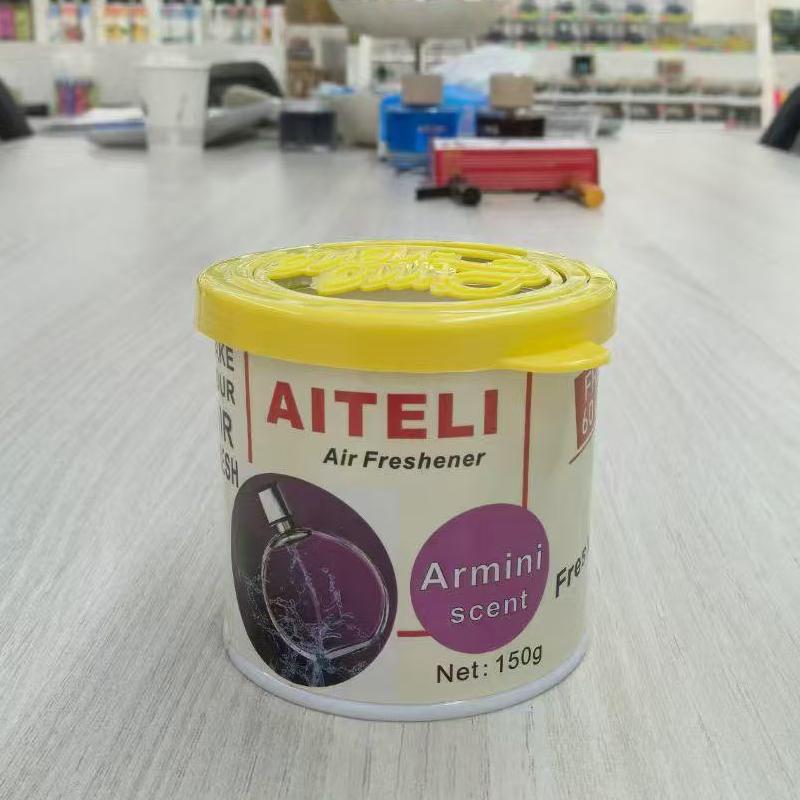 AITELI
Air Freshener
Armini
scent
Net: 150g